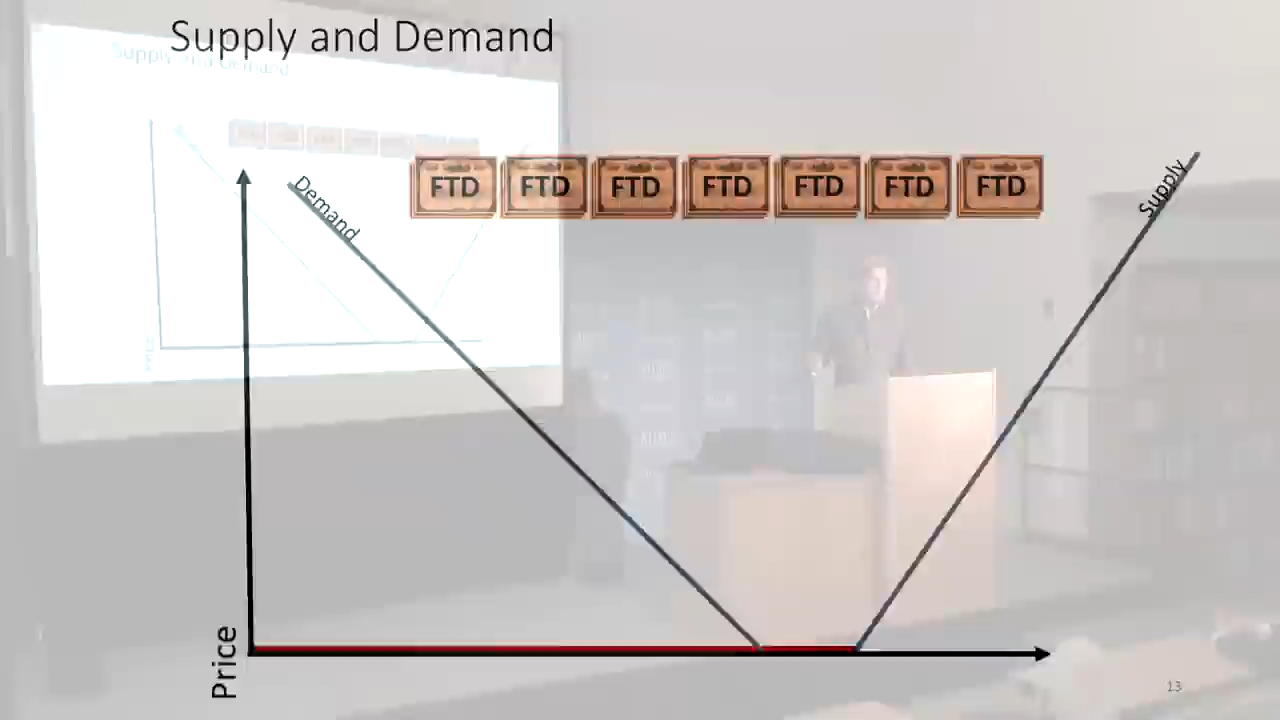 Supply and Demand
Supply and Demand
FTD FTD FTD FTD FTD FTD FTD
Demand
Supply
Price
13